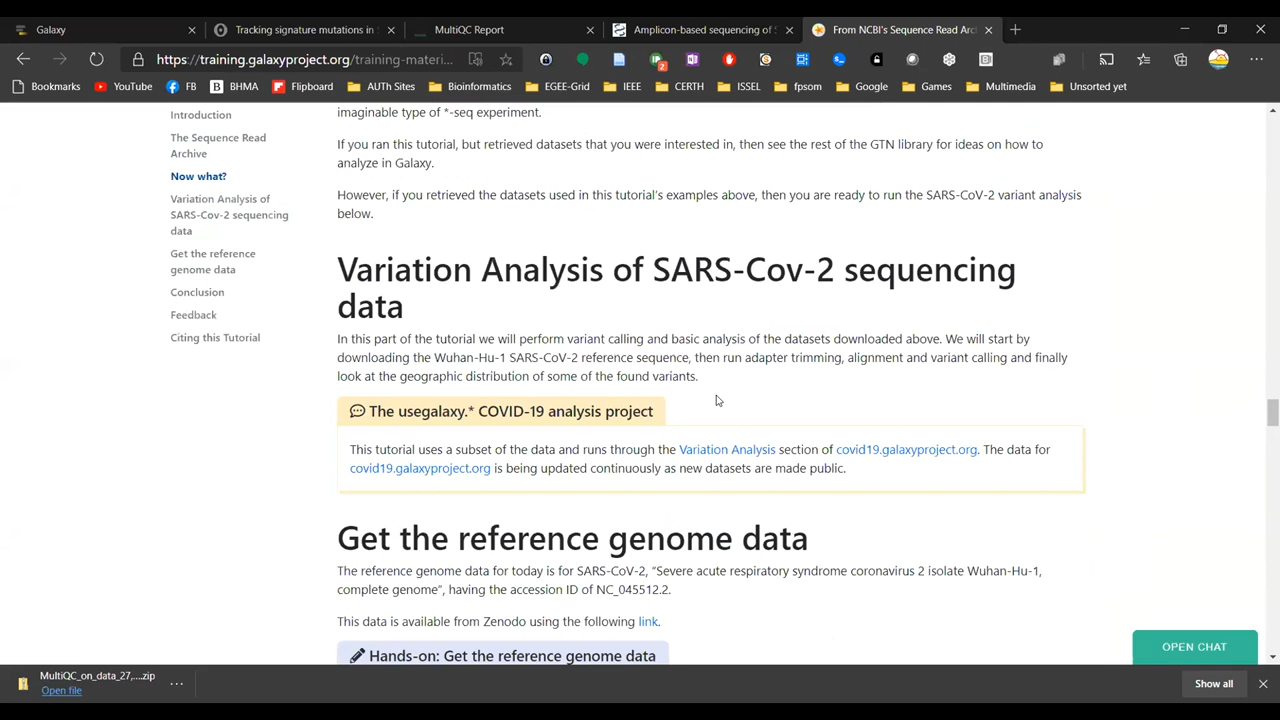 Galaxy
Tracking signature mutations in
MultiQC Report
Amplicon-based sequencing of S
From NCBI's Sequence Read Arc
https://training.galaxyproject.org/training-materi...
2
Bookmarks
YouTube
FB
BHMA
Flipboard
AUTh Sites
Bioinformatics
EGEE-Grid
IEEE
CERTH
ISSEL
fpsom
Google
Games
Multimedia
Unsorted yet
Introduction
The Sequence Read
Archive
Now what?
Variation Analysis of
SARS-Cov-2 sequencing
data
Get the reference
genome data
Conclusion
Feedback
Citing this Tutorial
imaginable type of *-seq experiment.
If you ran this tutorial, but retrieved datasets that you were interested in, then see the rest of the GTN library for ideas on how to
analyze in Galaxy.
However, if you retrieved the datasets used in this tutorial's examples above, then you are ready to run the SARS-CoV-2 variant analysis
below.
Variation Analysis of SARS-Cov-2 sequencing
data
In this part of the tutorial we will perform variant calling and basic analysis of the datasets downloaded above. We will start by
downloading the Wuhan-Hu-1 SARS-CoV-2 reference sequence, then run adapter trimming, alignment and variant calling and finally
look at the geographic distribution of some of the found variants.
The usegalaxy.* COVID-19 analysis project
This tutorial uses a subset of the data and runs through the Variation Analysis section of covid19.galaxyproject.org. The data for
covid19.galaxyproject.org is being updated continuously as new datasets are made public.
Get the reference genome data
The reference genome data for today is for SARS-CoV-2, "Severe acute respiratory syndrome coronavirus 2 isolate Wuhan-Hu-1,
complete genome", having the accession ID of NC_045512.2.
This data is available from Zenodo using the following link.
Hands-on: Get the reference genome data
OPEN CHAT
MultiQC_on_data_27,....zip
Open file
Show all